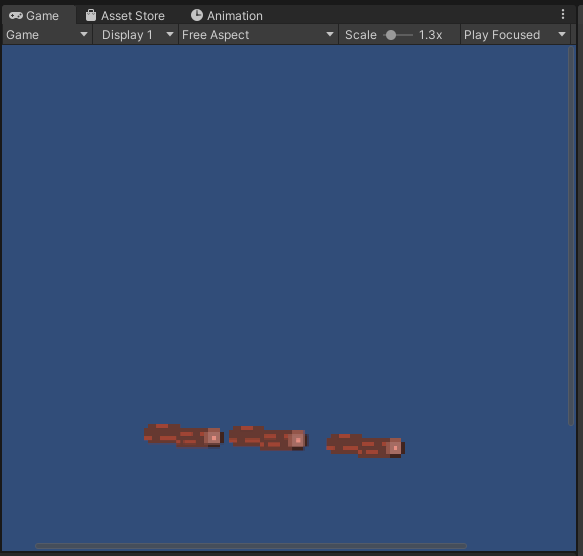 Game Asset Store Animation
Game Display 1 Free Aspect Scale 1.3x Play Focused